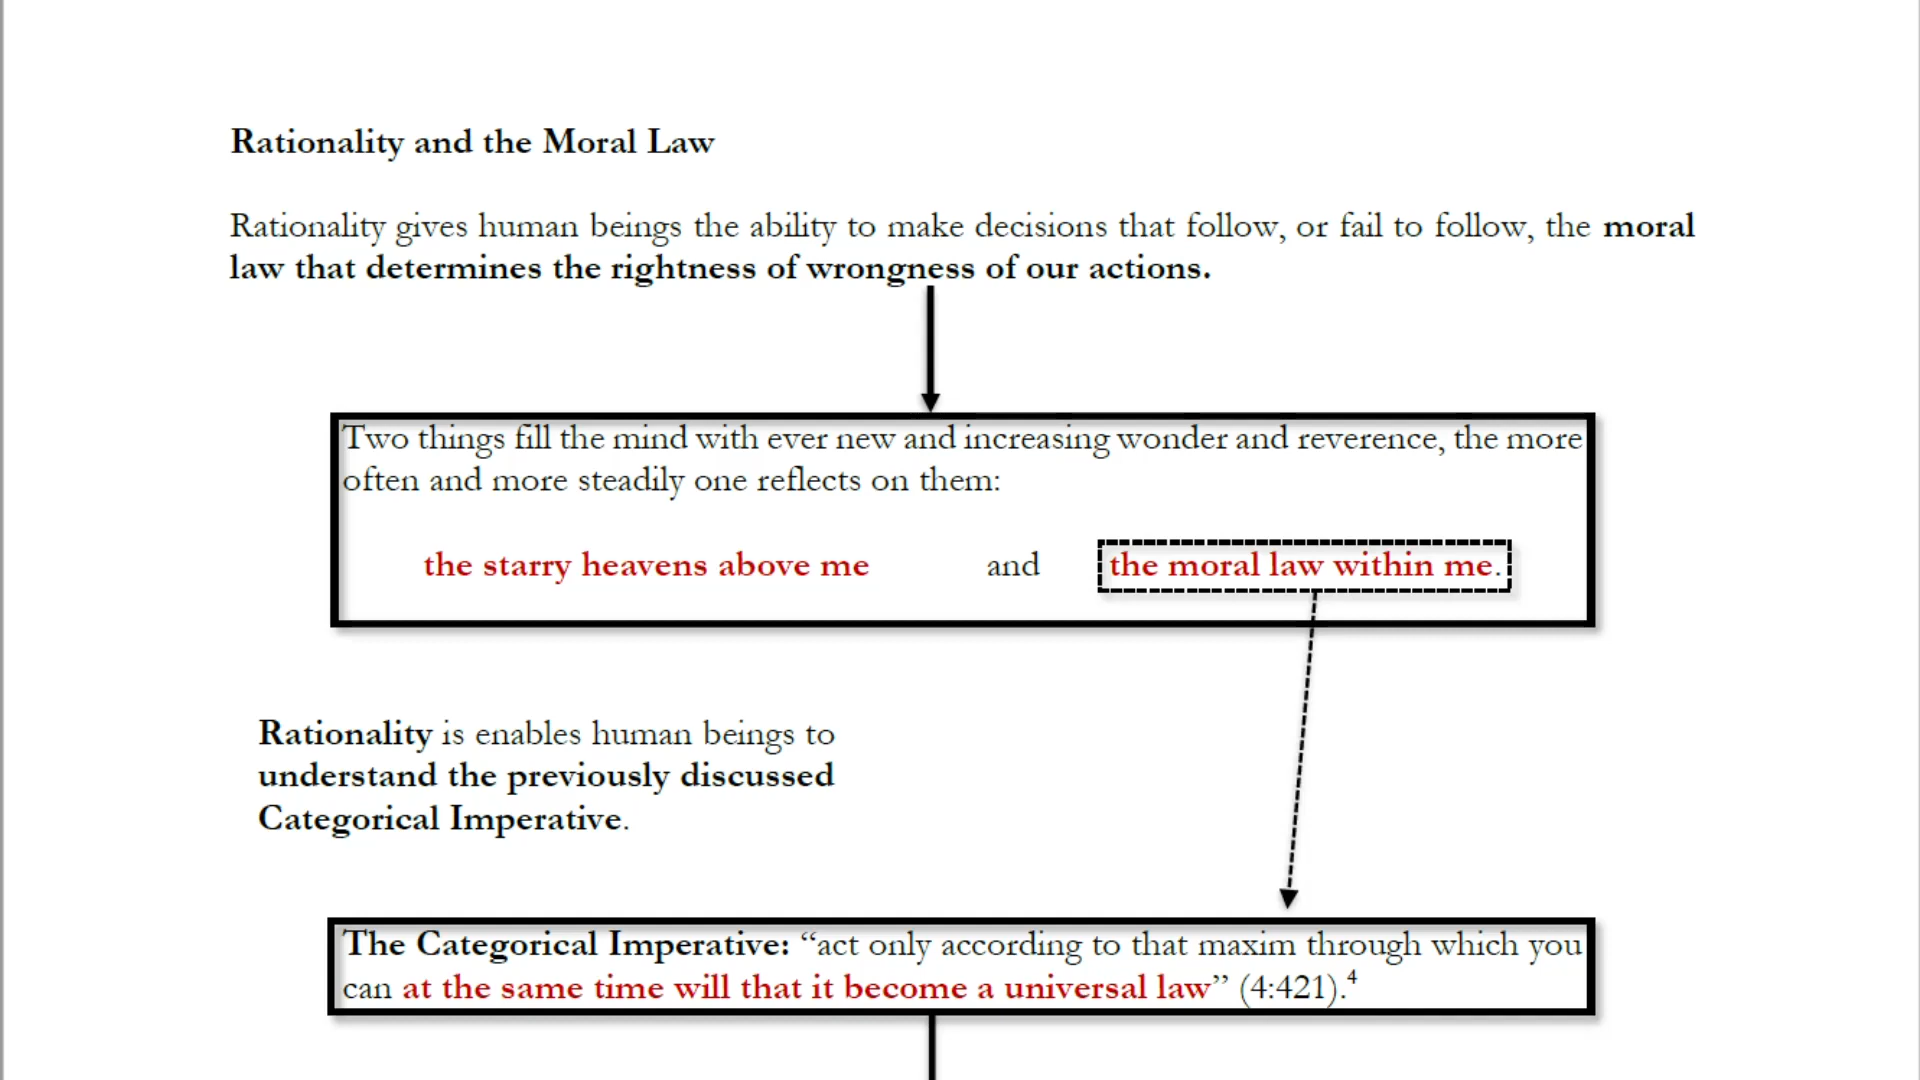 Rationality and the Moral Law
Rationality gives human beings the ability to make decisions that follow, or fail to follow, the moral
law that determines the rightness of wrongness of our actions.
Two things fill the mind with ever new and increasing wonder and reverence, the more
often and more steadily one reflects on them:
the starry heavens above me and the moral law within me.
Rationality is enables human beings to
understand the previously discussed
Categorical Imperative.
The Categorical Imperative: “act only according to that maxim through which you
can at the same time will that it become a universal law” (4:421).⁴